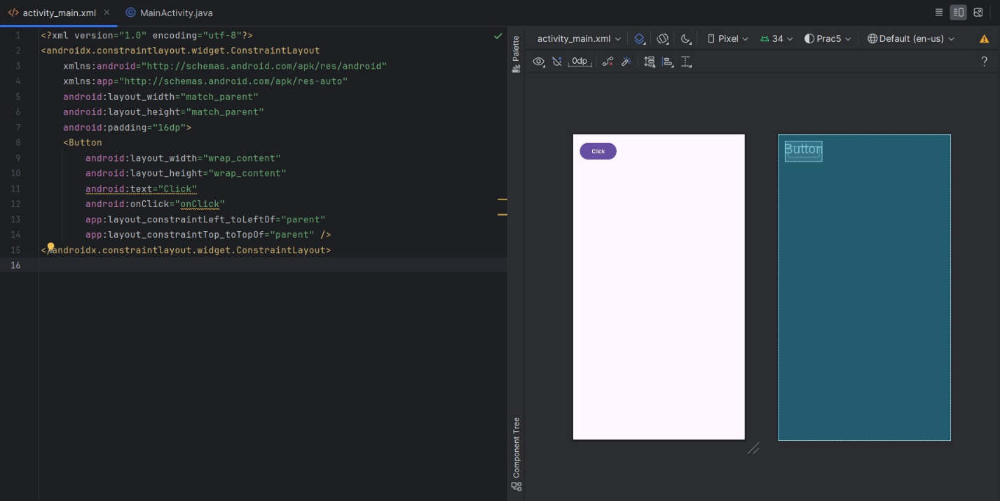 activity_main.xml
MainActivity.java
1 <?xml version="1.0" encoding="utf-8"?>
2 <androidx.constraintlayout.widget.ConstraintLayout
3 xmlns:android="http://schemas.android.com/apk/res/android"
4 xmlns:app="http://schemas.android.com/apk/res-auto"
5 android:layout_width="match_parent"
6 android:layout_height="match_parent"
7 android:padding="16dp">
8 <Button
9 android:layout_width="wrap_content"
10 android:layout_height="wrap_content"
11 android:text="Click"
12 android:onClick="onClick"
13 app:layout_constraintLeft_toLeftOf="parent"
14 app:layout_constraintTop_toTopOf="parent" />
15 </androidx.constraintlayout.widget.ConstraintLayout>
16
Palette
Component Tree
activity_main.xml Pixel 34 Prac5 Default (en-us)
0dp ?
Click
Button